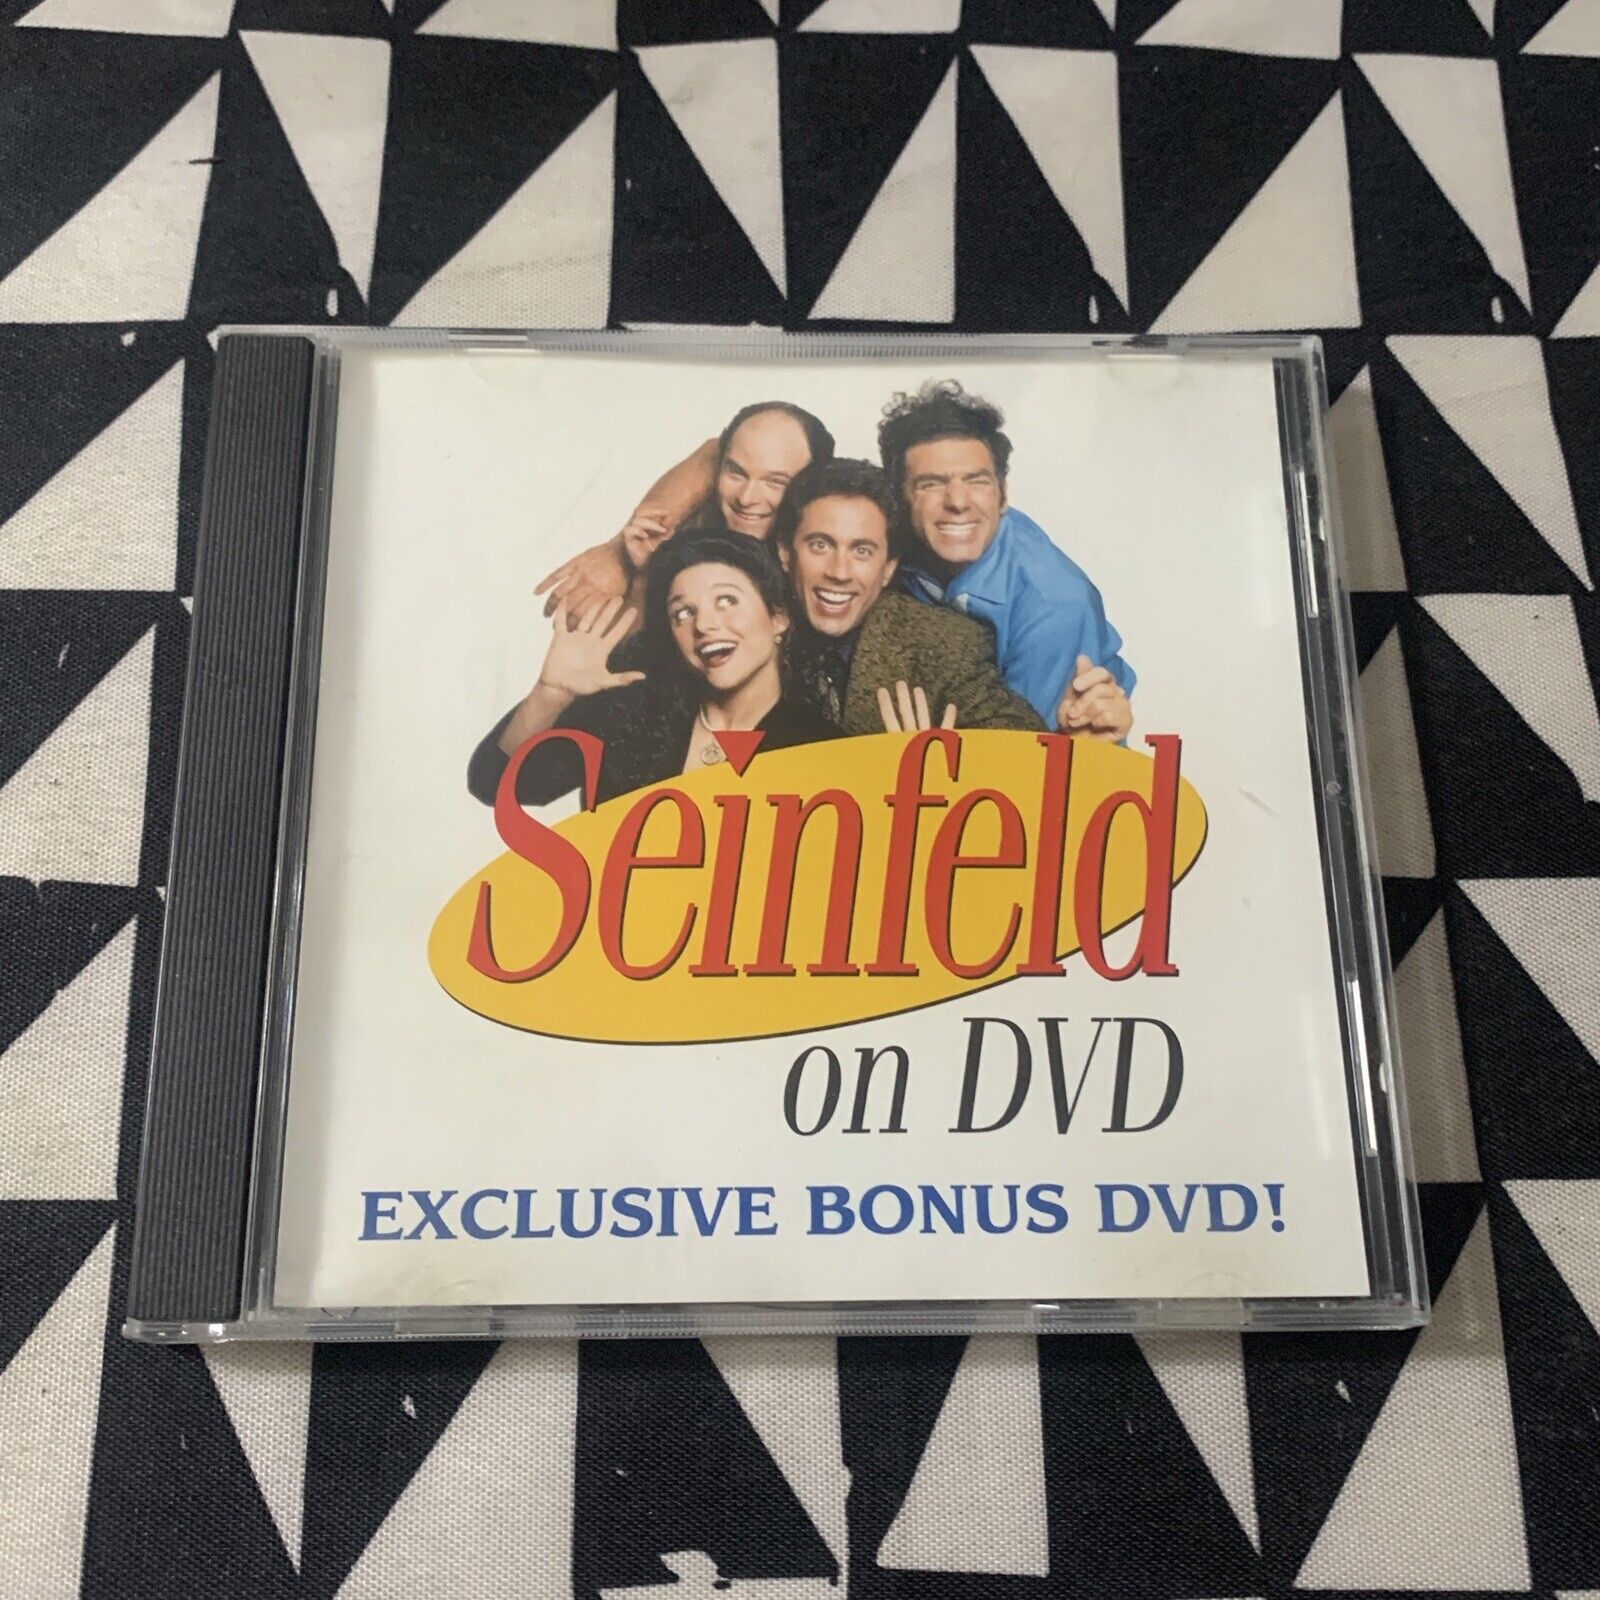 Seinfeld
on DVD
EXCLUSIVE BONUS DVD!